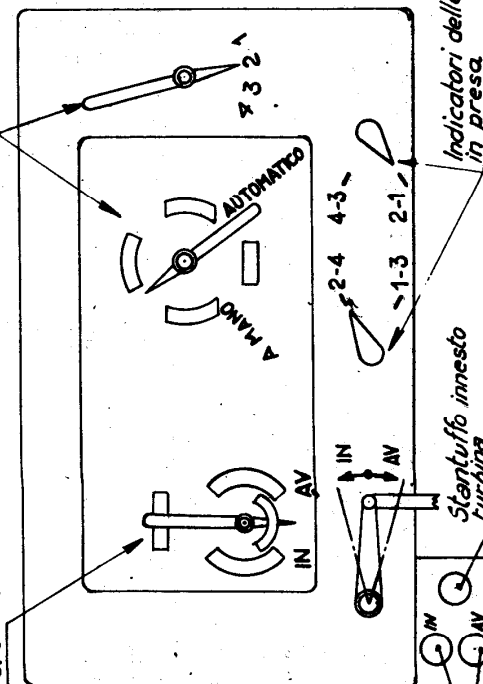 4 3 2 1
A MANO
AUTOMATICO
IN AV
2-4 4-3
1-3 2-1
IN
AV
Indicatori delle
in presa
Stantuffo innesto
turbina
IN
AV